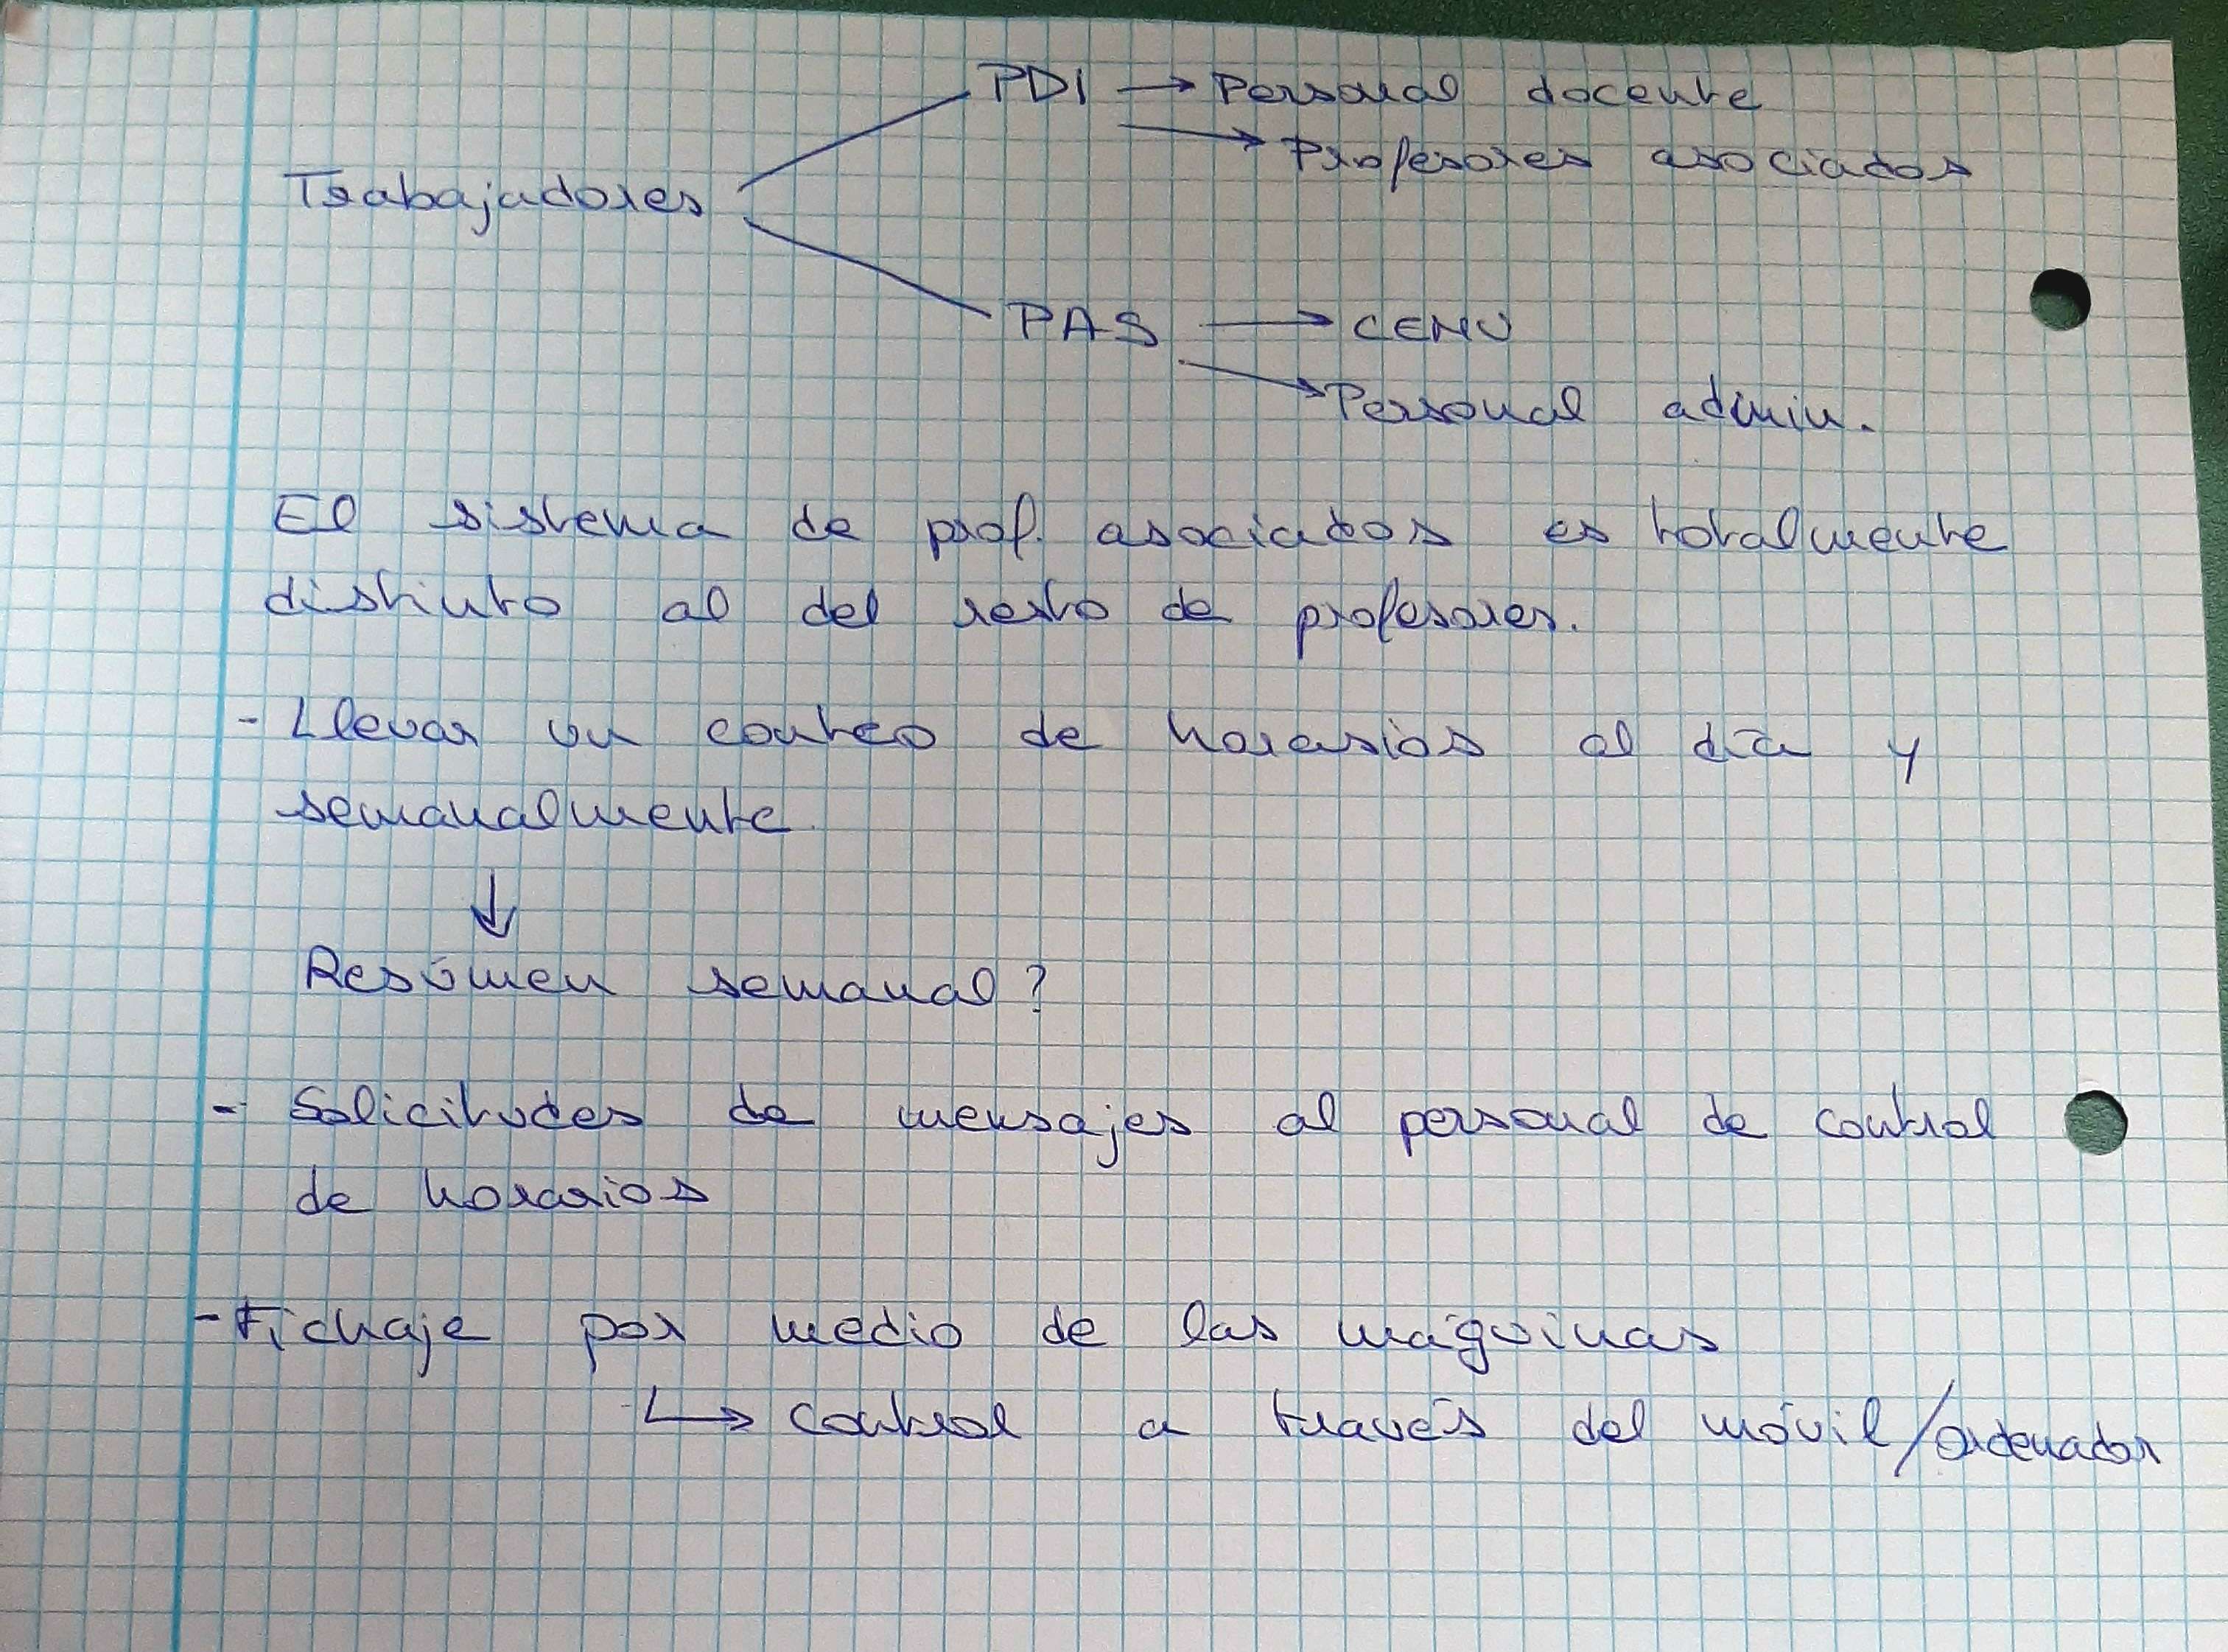 PDI → Personal docente
→ Profesores asociados
Trabajadores
PAS → CEMU
→ Personal admin.
El sistema de prof. asociados es totalmente
distinto al del resto de profesores.
- Llevar un conteo de horarios al día y
semanalmente.
↓
Resúmen semanal?
- Solicitudes de mensajes al personal de control
de horarios
- Fichaje por medio de las máquinas
↳ Control a través del móvil/ordenador